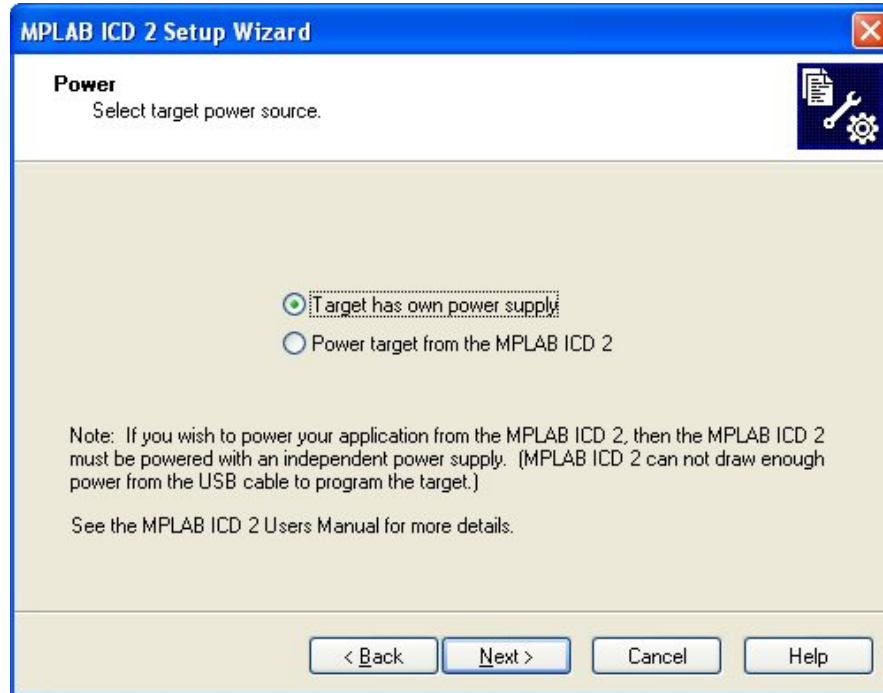 MPLAB ICD 2 Setup Wizard
Power
Select target power source.
Target has own power supply
Power target from the MPLAB ICD 2
Note: If you wish to power your application from the MPLAB ICD 2, then the MPLAB ICD 2
must be powered with an independent power supply. (MPLAB ICD 2 can not draw enough
power from the USB cable to program the target.)
See the MPLAB ICD 2 Users Manual for more details.
< Back Next > Cancel Help